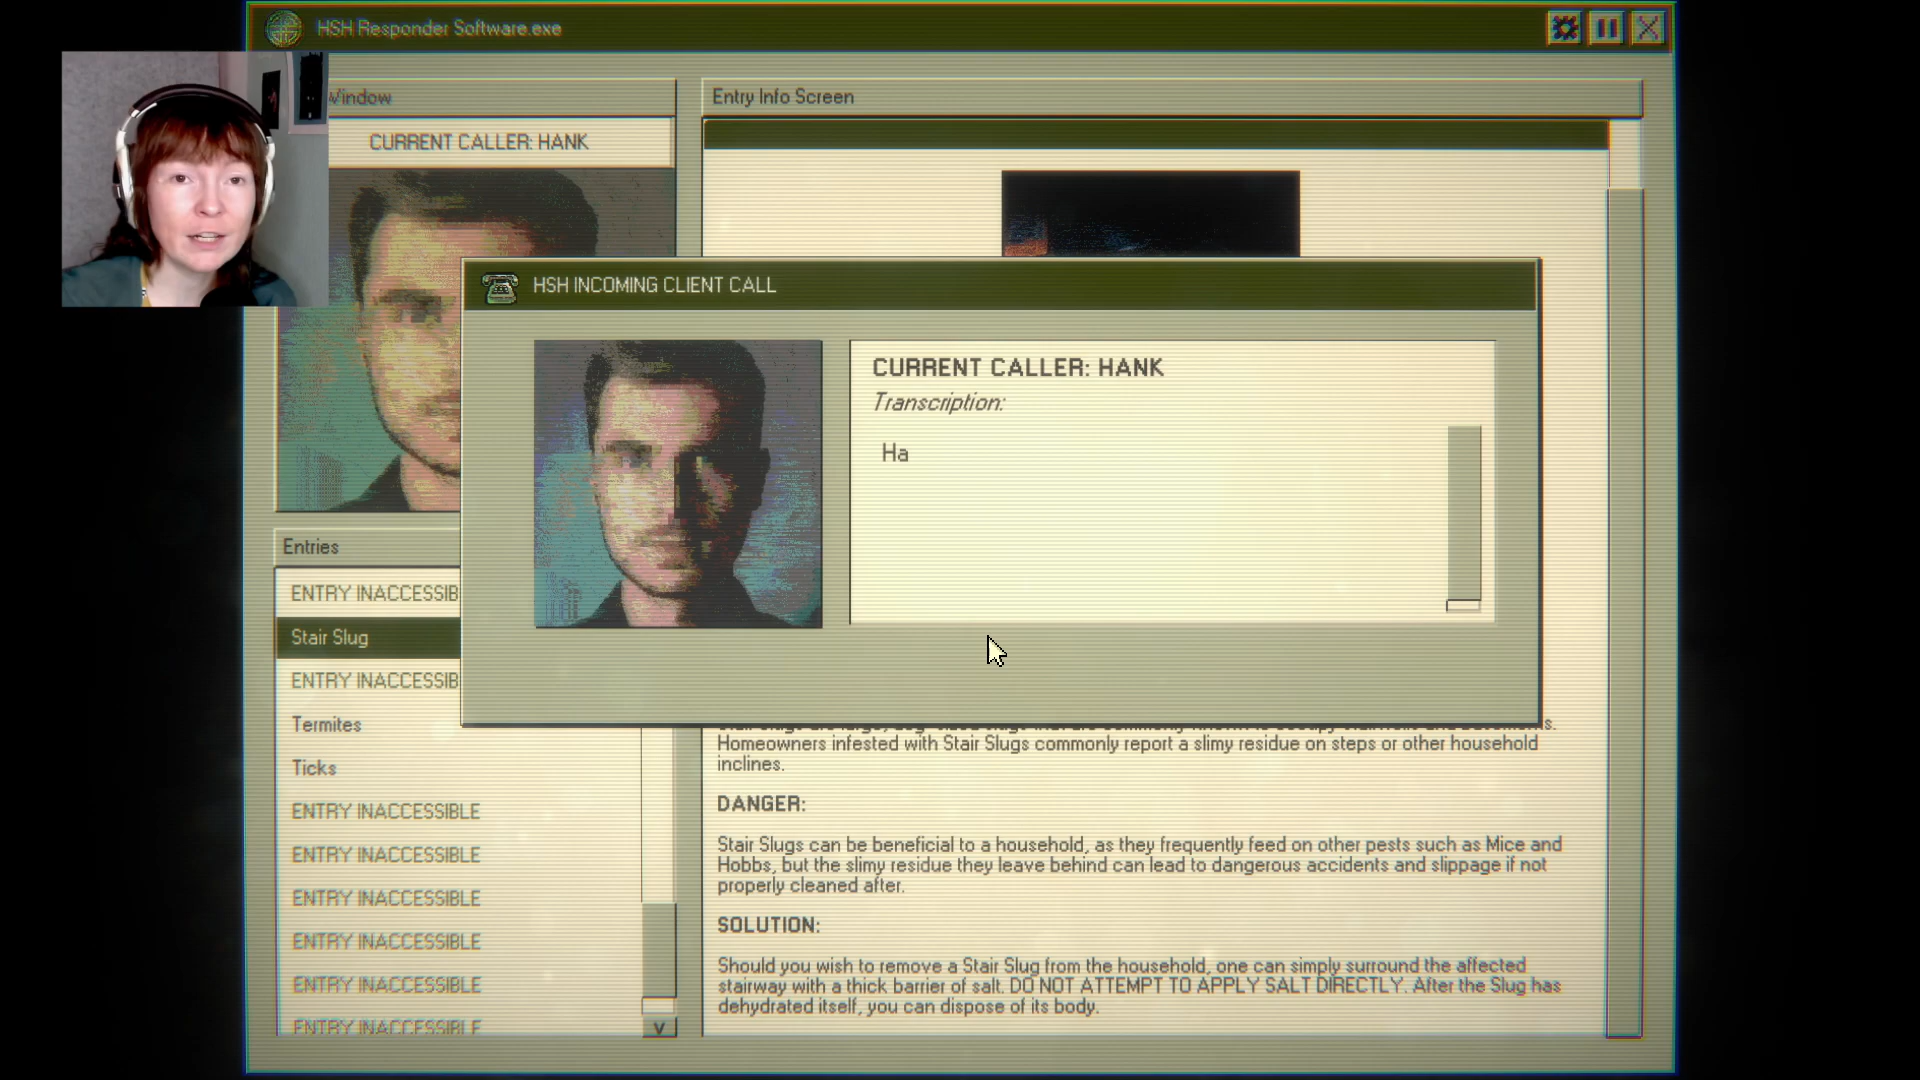 HSH Responder Software.exe
Window
CURRENT CALLER: HANK
Entry Info Screen
HSH INCOMING CLIENT CALL
CURRENT CALLER: HANK
Transcription:
Ha
Entries
ENTRY INACCESSIB
Stair Slug
ENTRY INACCESSIB
Termites
Ticks
ENTRY INACCESSIBLE
ENTRY INACCESSIBLE
ENTRY INACCESSIBLE
ENTRY INACCESSIBLE
ENTRY INACCESSIBLE
ENTRY INACCESSIBLE
Homeowners infested with Stair Slugs commonly report a slimy residue on steps or other household
inclines.
DANGER:
Stair Slugs can be beneficial to a household, as they frequently feed on other pests such as Mice and
Hobbs, but the slimy residue they leave behind can lead to dangerous accidents and slippage if not
properly cleaned after.
SOLUTION:
Should you wish to remove a Stair Slug from the household, one can simply surround the affected
stairway with a thick barrier of salt. DO NOT ATTEMPT TO APPLY SALT DIRECTLY. After the Slug has
dehydrated itself, you can dispose of its body.